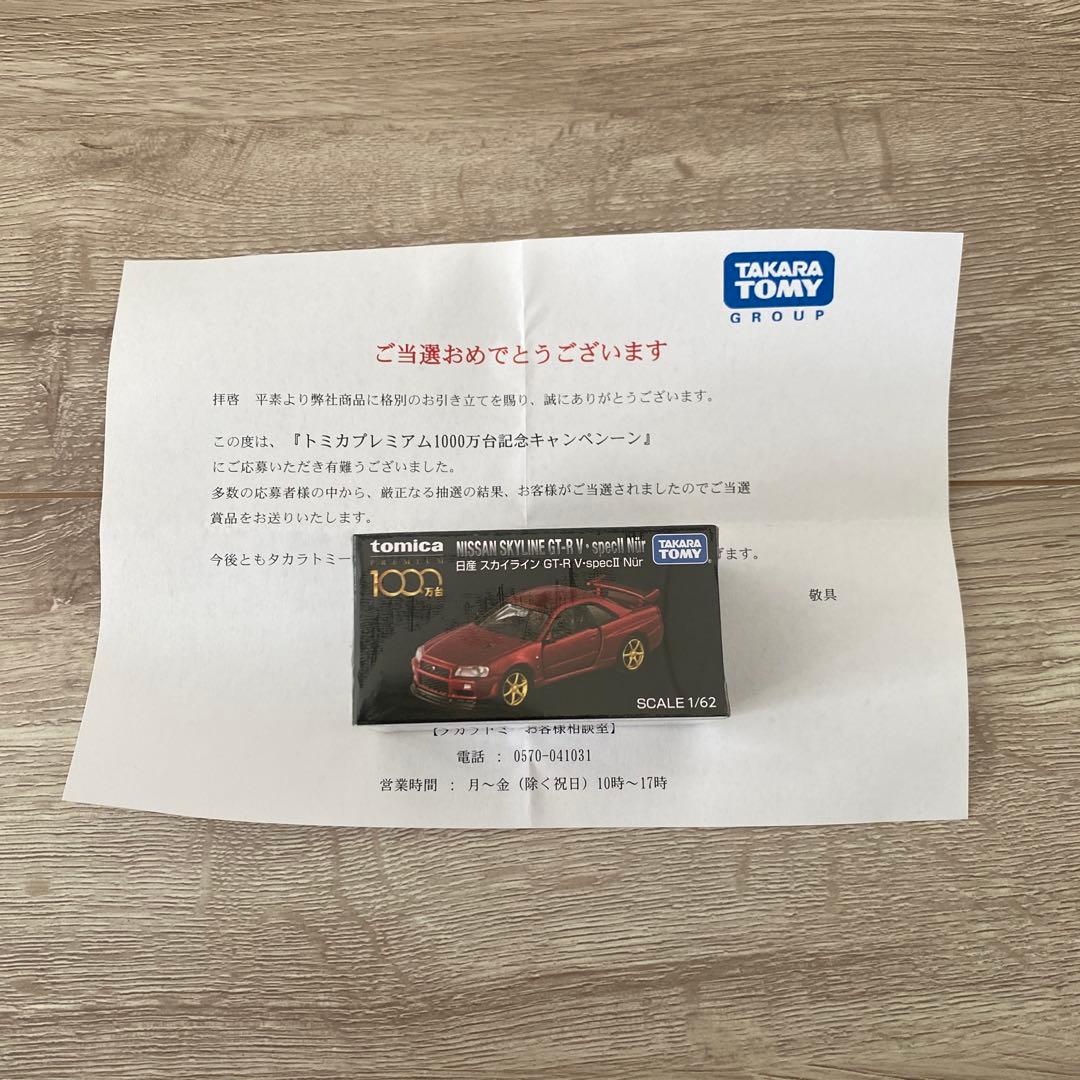 TAKARA
TOMY
GROUP
ご当選おめでとうございます
拝啓　平素より弊社商品に格別のお引き立てを賜り、誠にありがとうございます。
この度は、『トミカプレミアム1000万台記念キャンペンーン』
にご応募いただき有難うございました。
多数の応募者様の中から、厳正なる抽選の結果、お客様がご当選されましたのでご当選
賞品をお送りいたします。
今後ともタカラトミー
げます。
敬具
tomica
PREMIUM
1000万台
NISSAN SKYLINE GT-R V・specII Nür
日産 スカイライン GT-R V・specII Nür
TAKARA
TOMY
SCALE 1/62
【タカラトミーお客様相談室】
電話 ： 0570-041031
営業時間 ： 月～金（除く祝日）10時～17時